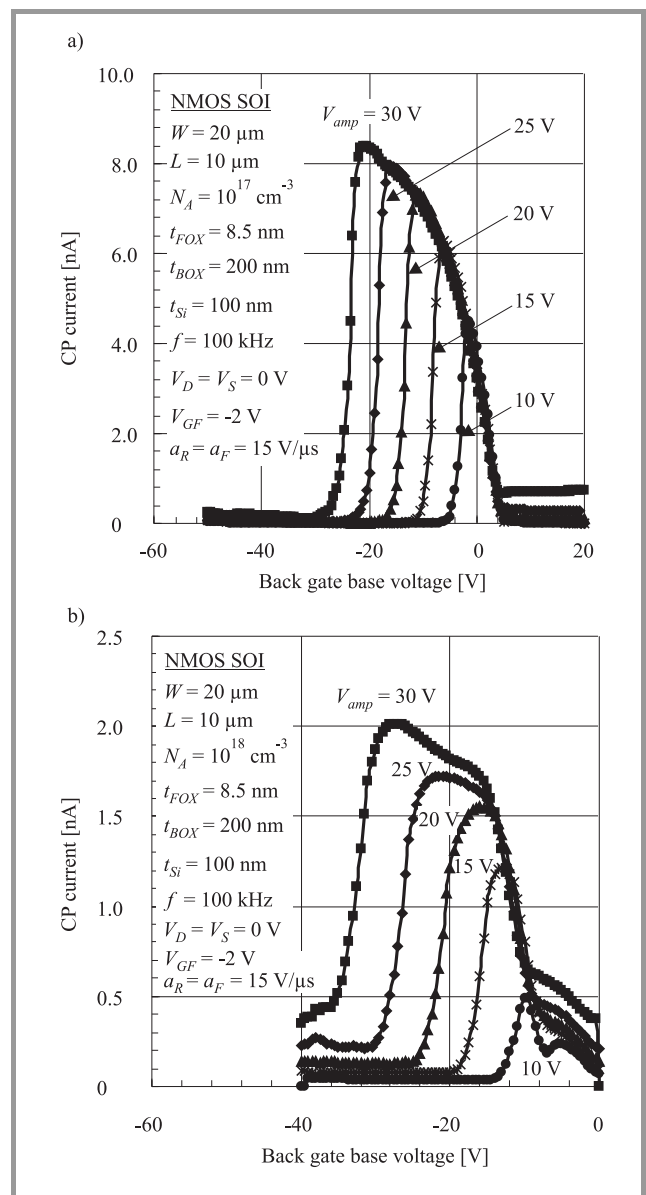 a)
10.0
8.0
6.0
4.0
2.0
0
CP current [nA]
NMOS SOI
W = 20 µm
L = 10 µm
N_A = 10^17 cm^-3
t_FOX = 8.5 nm
t_BOX = 200 nm
t_Si = 100 nm
f = 100 kHz
V_D = V_S = 0 V
V_GF = -2 V
a_R = a_F = 15 V/µs
V_amp = 30 V
25 V
20 V
15 V
10 V
-60 -40 -20 0 20
Back gate base voltage [V]
b)
2.5
2.0
1.5
1.0
0.5
0
CP current [nA]
NMOS SOI
W = 20 µm
L = 10 µm
N_A = 10^18 cm^-3
t_FOX = 8.5 nm
t_BOX = 200 nm
t_Si = 100 nm
f = 100 kHz
V_D = V_S = 0 V
V_GF = -2 V
a_R = a_F = 15 V/µs
V_amp = 30 V
25 V
20 V
15 V
10 V
-60 -40 -20 0
Back gate base voltage [V]